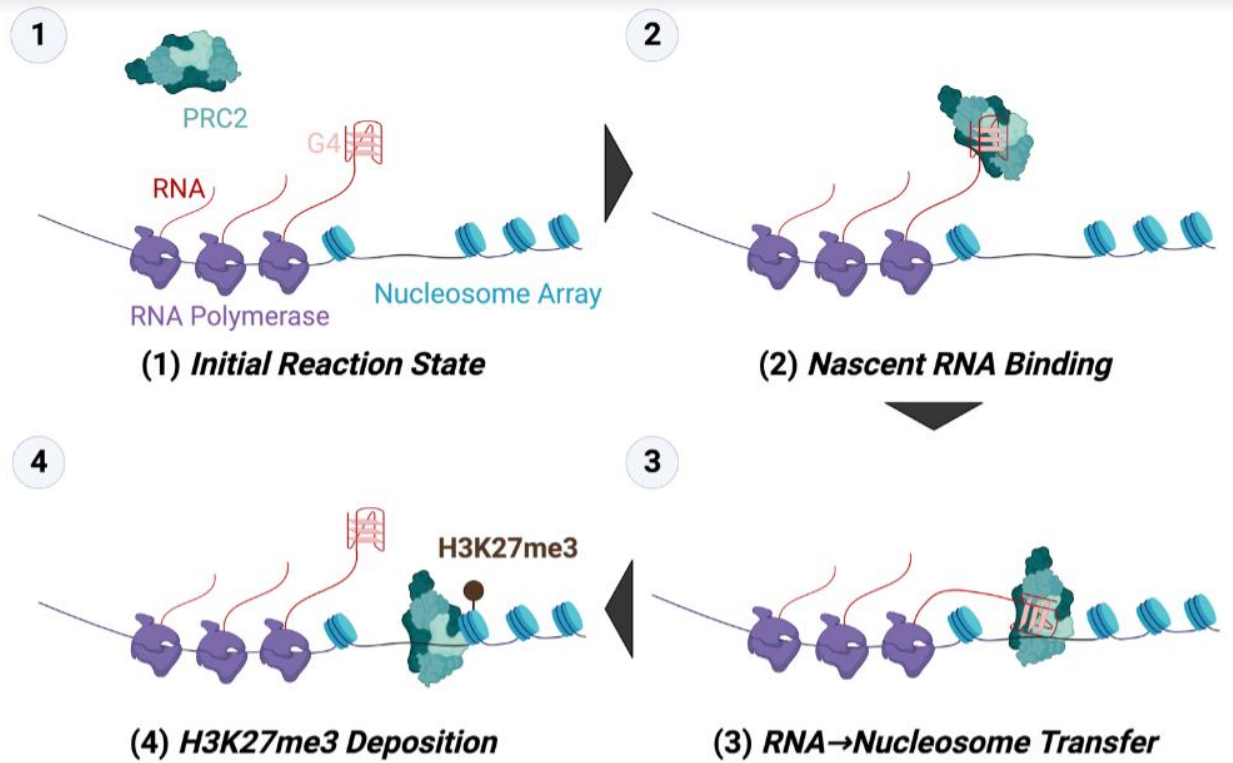 1
PRC2
G4
RNA
Nucleosome Array
RNA Polymerase
(1) Initial Reaction State
2
(2) Nascent RNA Binding
3
(3) RNA→Nucleosome Transfer
4
H3K27me3
(4) H3K27me3 Deposition